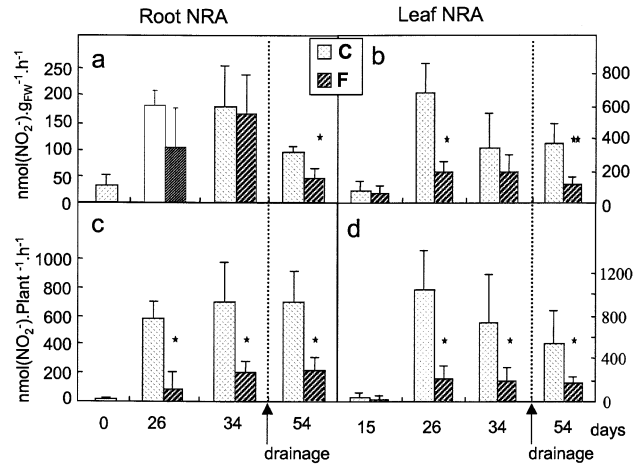 Root NRA Leaf NRA
C
F
a b
250
200
150
100
50
0
nmol(NO₂⁻).g_FW⁻¹.h⁻¹
800
600
400
200
0
* * **
c d
1000
800
600
400
200
0
nmol(NO₂⁻).Plant⁻¹.h⁻¹
1200
800
400
0
* * * * * *
0 26 34 54 15 26 34 54 days
drainage drainage